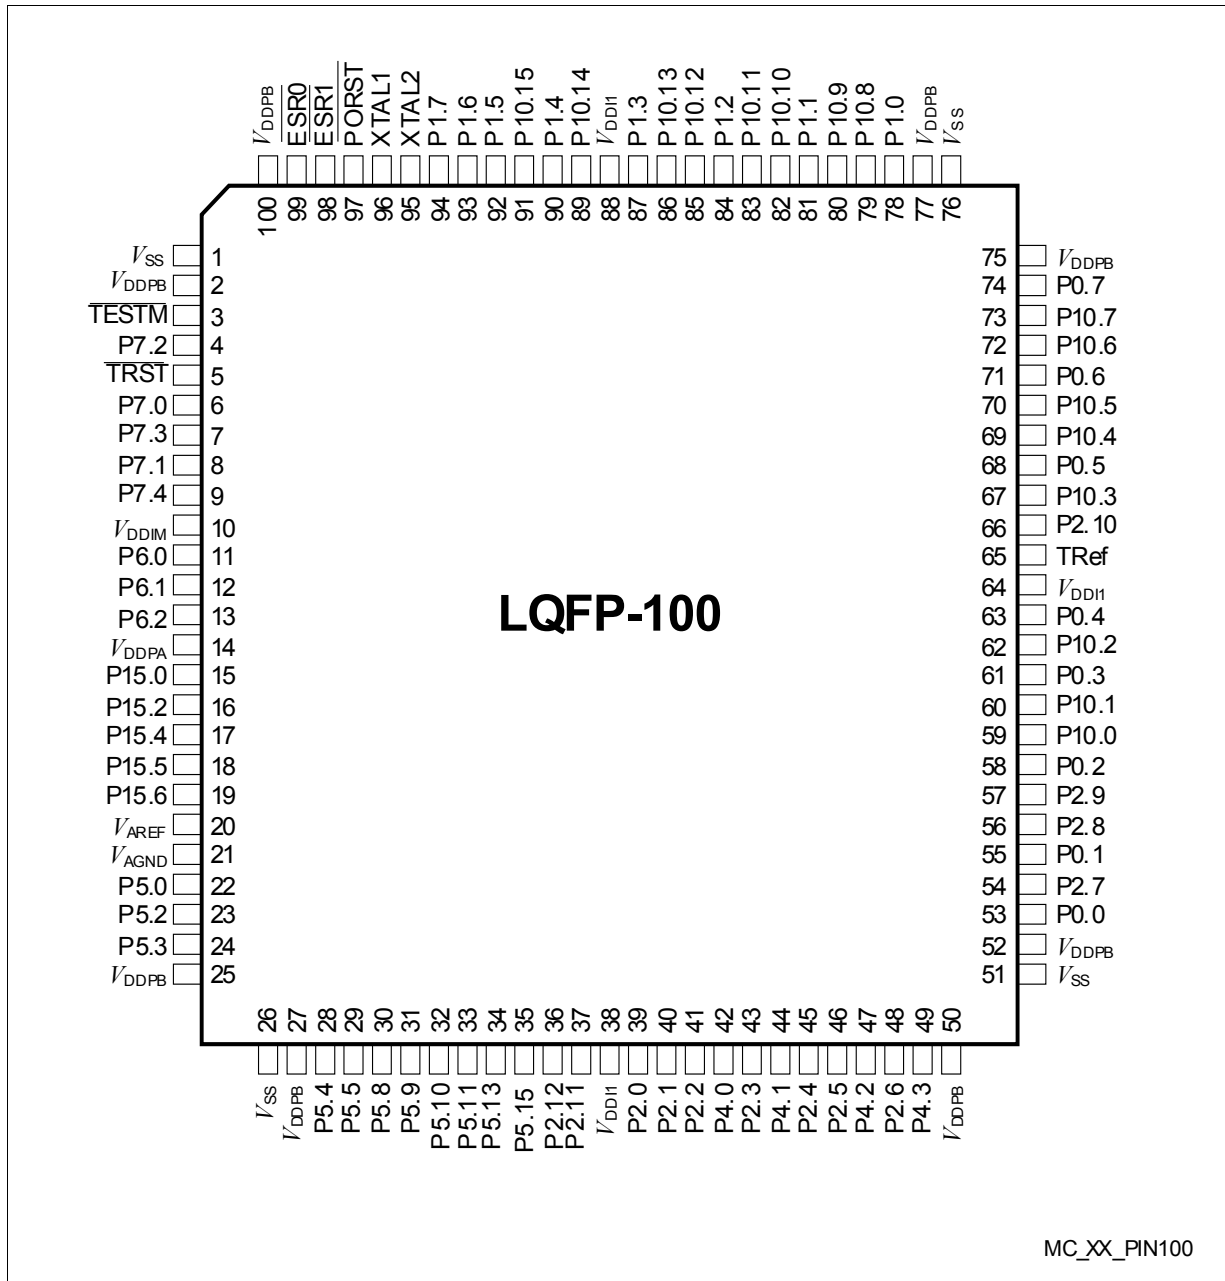 VDDPB
ESR0
ESR1
PORST
XTAL1
XTAL2
P1.7
P1.6
P1.5
P10.15
P1.4
P10.14
VDDI1
P1.3
P10.13
P10.12
P1.2
P10.11
P10.10
P1.1
P10.9
P10.8
P1.0
VDDPB
VSS
100
99
98
97
96
95
94
93
92
91
90
89
88
87
86
85
84
83
82
81
80
79
78
77
76
VSS 1
VDDPB 2
TESTM 3
P7.2 4
TRST 5
P7.0 6
P7.3 7
P7.1 8
P7.4 9
VDDIM 10
P6.0 11
P6.1 12
P6.2 13
VDDPA 14
P15.0 15
P15.2 16
P15.4 17
P15.5 18
P15.6 19
VAREF 20
VAGND 21
P5.0 22
P5.2 23
P5.3 24
VDDPB 25
LQFP-100
75 VDDPB
74 P0.7
73 P10.7
72 P10.6
71 P0.6
70 P10.5
69 P10.4
68 P0.5
67 P10.3
66 P2.10
65 TRef
64 VDDI1
63 P0.4
62 P10.2
61 P0.3
60 P10.1
59 P10.0
58 P0.2
57 P2.9
56 P2.8
55 P0.1
54 P2.7
53 P0.0
52 VDDPB
51 VSS
26
27
28
29
30
31
32
33
34
35
36
37
38
39
40
41
42
43
44
45
46
47
48
49
50
VSS
VDDPB
P5.4
P5.5
P5.8
P5.9
P5.10
P5.11
P5.13
P5.15
P2.12
P2.11
VDDI1
P2.0
P2.1
P2.2
P4.0
P2.3
P4.1
P2.4
P2.5
P4.2
P2.6
P4.3
VDDPB
MC_XX_PIN100